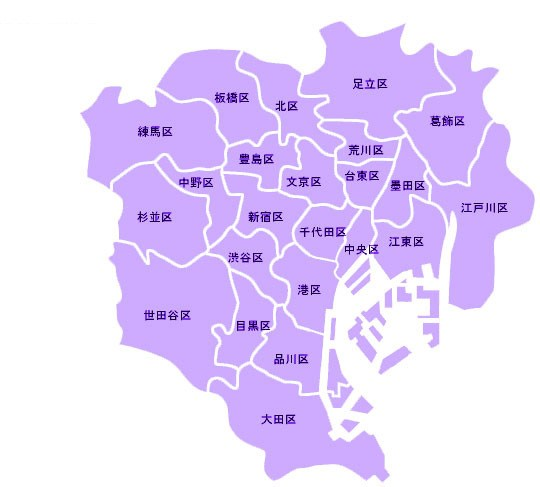 足立区
板橋区
北区
葛飾区
練馬区
荒川区
豊島区
台東区
中野区
文京区
墨田区
江戸川区
杉並区
新宿区
千代田区
江東区
中央区
渋谷区
港区
世田谷区
目黒区
品川区
大田区